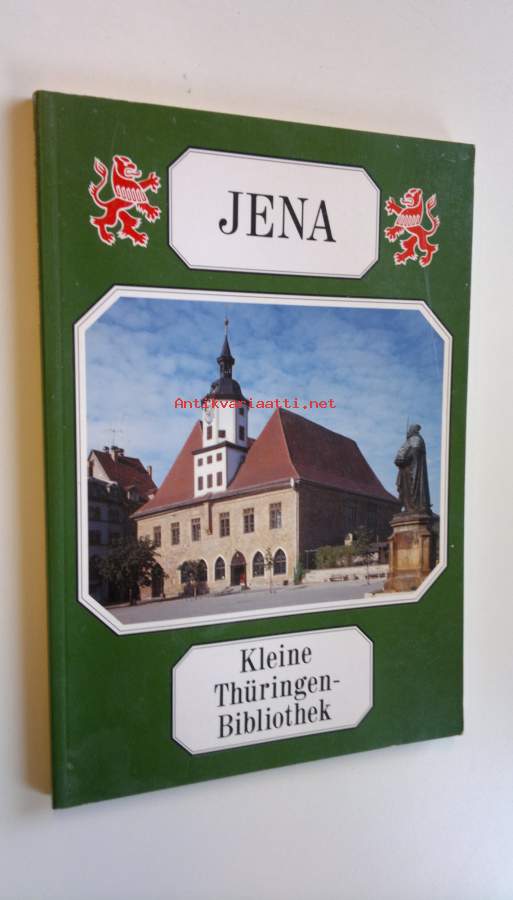 JENA
Antikvariaatti.net
Kleine
Thüringen-
Bibliothek